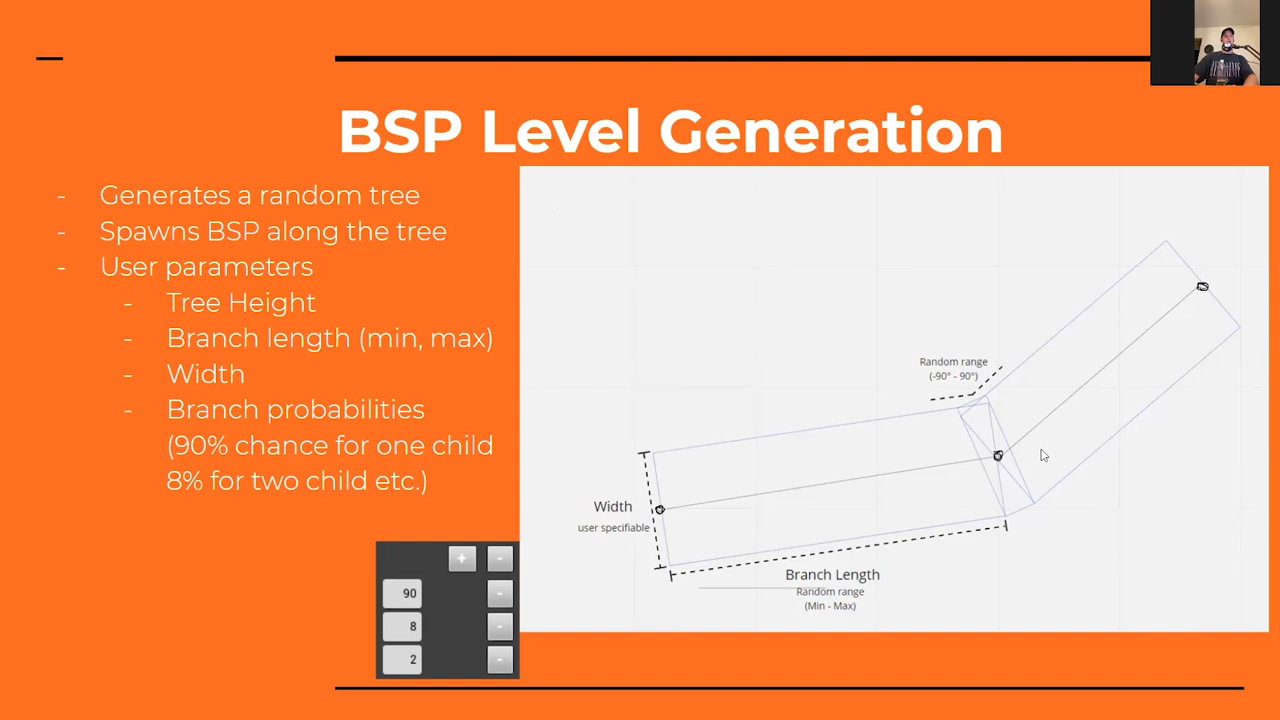 BSP Level Generation
- Generates a random tree
- Spawns BSP along the tree
- User parameters
- Tree Height
- Branch length (min, max)
- Width
- Branch probabilities
(90% chance for one child
8% for two child etc.)
Random range
(-90° - 90°)
Width
user specifiable
Branch Length
Random range
(Min - Max)
+ -
90 -
8 -
2 -